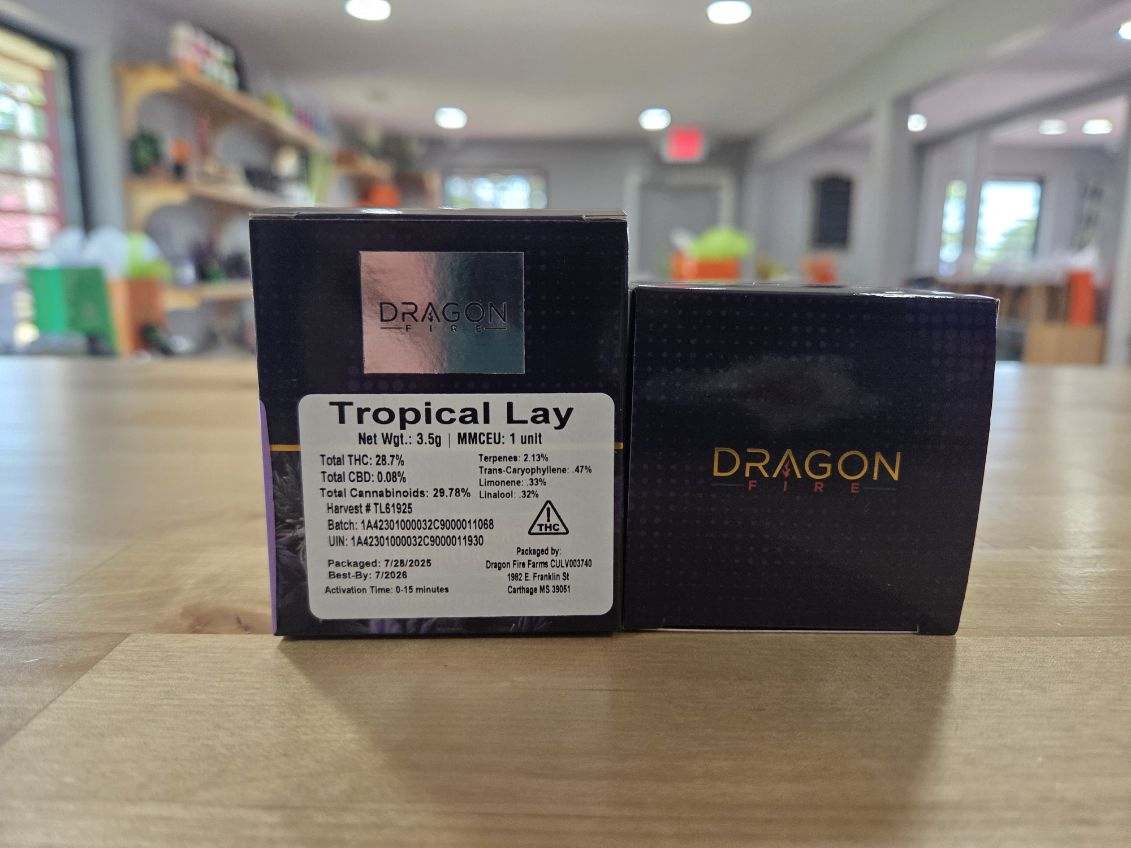 DRAGON
FIRE
Tropical Lay
Net Wgt.: 3.5g | MMCEU: 1 unit
Total THC: 28.7%
Total CBD: 0.08%
Total Cannabinoids: 29.78%
Harvest # TL61925
Batch: 1A42301000032C9000011068
UIN: 1A42301000032C9000011930
Packaged: 7/28/2025
Best-By: 7/2026
Activation Time: 0-15 minutes
Terpenes: 2.13%
Trans-Caryophyllene: .47%
Limonene: .33%
Linalool: .32%
THC
Packaged by:
Dragon Fire Farms CULV003740
1982 E. Franklin St
Carthage MS 39051
DRAGON
FIRE